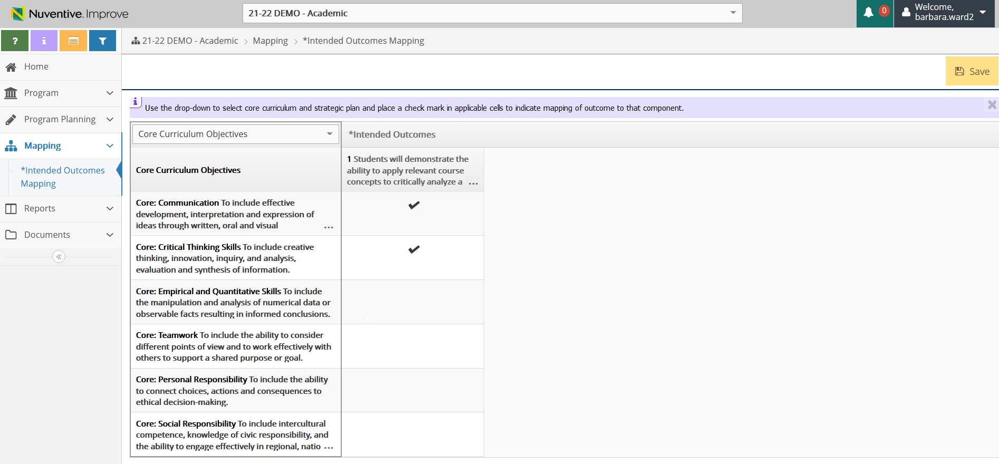 Nuventive Improve
21-22 DEMO - Academic
0
Welcome,
barbara.ward2
?
i
21-22 DEMO - Academic > Mapping > *Intended Outcomes Mapping
Home
Program
Program Planning
Mapping
*Intended Outcomes
Mapping
Reports
Documents
Save
i
Use the drop-down to select core curriculum and strategic plan and place a check mark in applicable cells to indicate mapping of outcome to that component.
Core Curriculum Objectives
*Intended Outcomes
Core Curriculum Objectives
1 Students will demonstrate the
ability to apply relevant course
concepts to critically analyze a ...
Core: Communication To include effective
development, interpretation and expression of
ideas through written, oral and visual ...
Core: Critical Thinking Skills To include creative
thinking, innovation, inquiry, and analysis,
evaluation and synthesis of information.
Core: Empirical and Quantitative Skills To include
the manipulation and analysis of numerical data or
observable facts resulting in informed conclusions.
Core: Teamwork To include the ability to consider
different points of view and to work effectively with
others to support a shared purpose or goal.
Core: Personal Responsibility To include the ability
to connect choices, actions and consequences to
ethical decision-making.
Core: Social Responsibility To include intercultural
competence, knowledge of civic responsibility, and
the ability to engage effectively in regional, natio ...